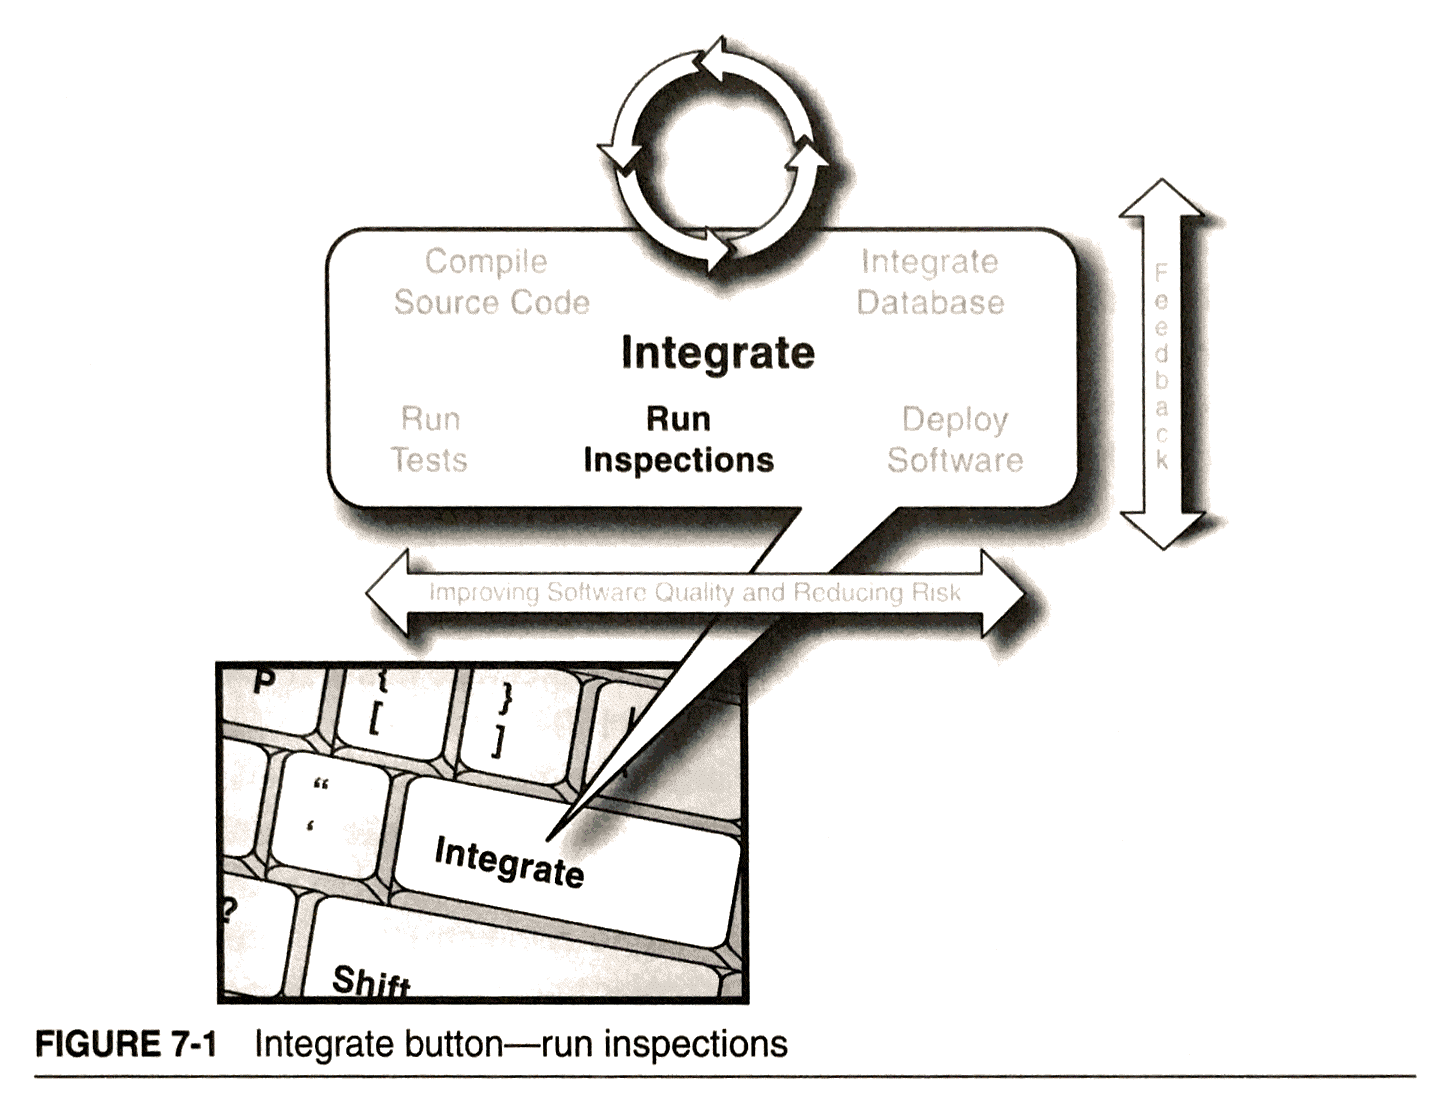 Compile
Source Code
Integrate
Database
Integrate
Run
Tests
Run
Inspections
Deploy
Software
Feedback
Improving Software Quality and Reducing Risk
P
{
[
}
]
“
‘
Integrate
?
Shift
FIGURE 7-1 Integrate button—run inspections